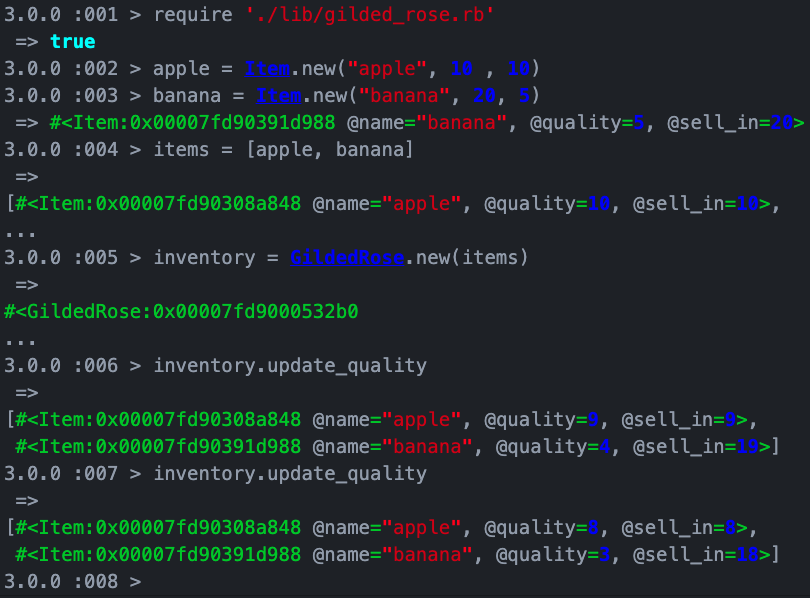 3.0.0 :001 > require './lib/gilded_rose.rb'
=> true
3.0.0 :002 > apple = Item.new("apple", 10 , 10)
3.0.0 :003 > banana = Item.new("banana", 20, 5)
=> #<Item:0x00007fd90391d988 @name="banana", @quality=5, @sell_in=20>
3.0.0 :004 > items = [apple, banana]
=>
[#<Item:0x00007fd90308a848 @name="apple", @quality=10, @sell_in=10>,
...
3.0.0 :005 > inventory = GildedRose.new(items)
=>
#<GildedRose:0x00007fd9000532b0
...
3.0.0 :006 > inventory.update_quality
=>
[#<Item:0x00007fd90308a848 @name="apple", @quality=9, @sell_in=9>,
#<Item:0x00007fd90391d988 @name="banana", @quality=4, @sell_in=19>]
3.0.0 :007 > inventory.update_quality
=>
[#<Item:0x00007fd90308a848 @name="apple", @quality=8, @sell_in=8>,
#<Item:0x00007fd90391d988 @name="banana", @quality=3, @sell_in=18>]
3.0.0 :008 >